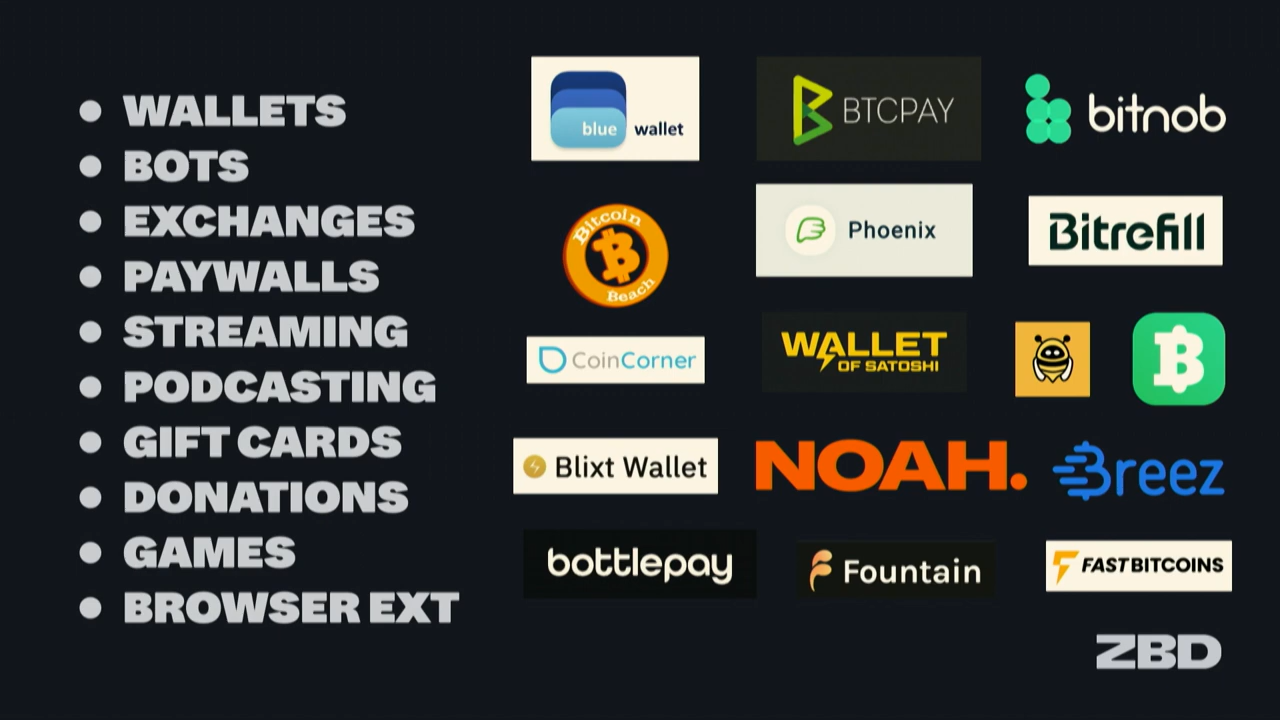 WALLETS
BOTS
EXCHANGES
PAYWALLS
STREAMING
PODCASTING
GIFT CARDS
DONATIONS
GAMES
BROWSER EXT
blue wallet
BTCPAY
bitnob
Bitcoin
Beach
Phoenix
Bitrefill
CoinCorner
WALLET
OF SATOSHI
Blixt Wallet
NOAH.
Breez
bottlepay
Fountain
FASTBITCOINS
ZBD